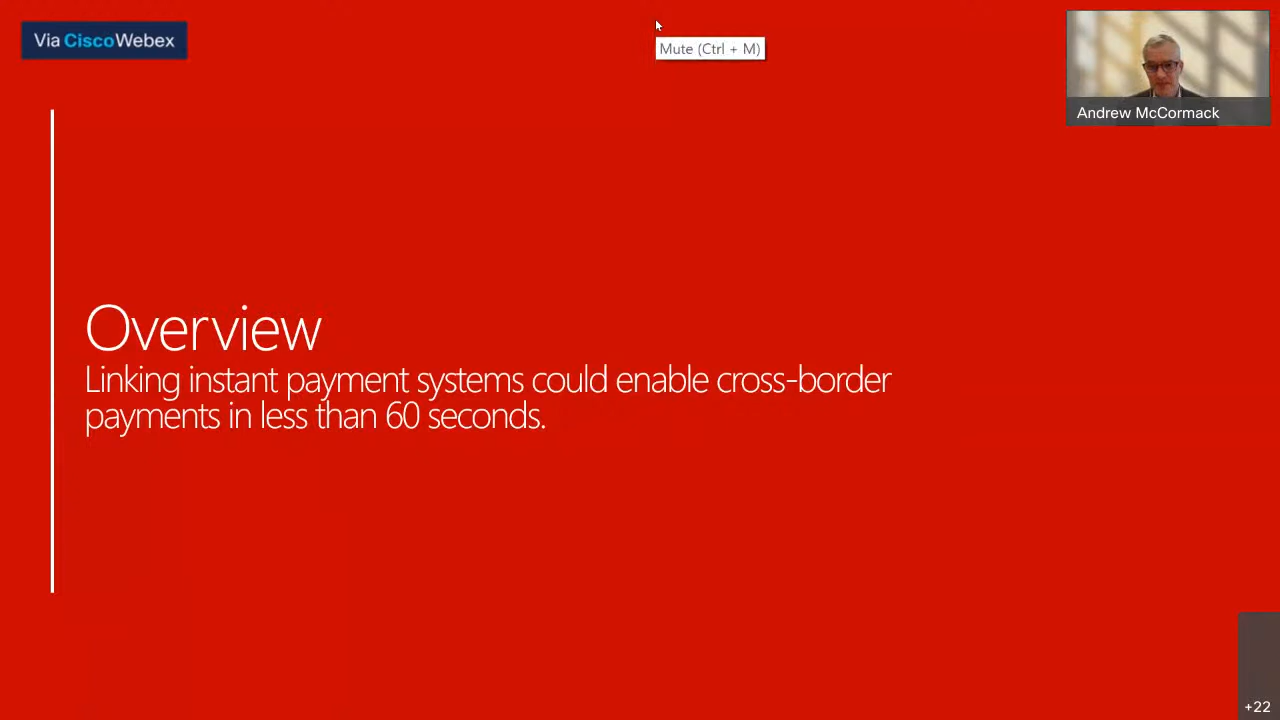 Via CiscoWebex
Mute (Ctrl + M)
Andrew McCormack
Overview
Linking instant payment systems could enable cross-border
payments in less than 60 seconds.
+22